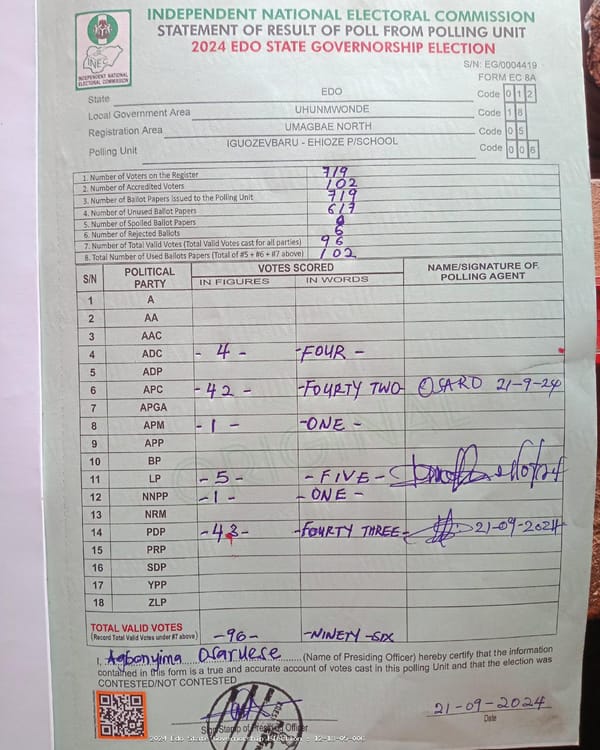 INDEPENDENT NATIONAL ELECTORAL COMMISSION
STATEMENT OF RESULT OF POLL FROM POLLING UNIT
2024 EDO STATE GOVERNORSHIP ELECTION
INEC
INDEPENDENT NATIONAL
ELECTORAL COMMISSION
S/N: EG/0004419
FORM EC 8A
State EDO Code 0 1 2
Local Government Area UHUNMWONDE Code 1 8
Registration Area UMAGBAE NORTH Code 0 5
Polling Unit IGUOZEVBARU - EHIOZE P/SCHOOL Code 0 0 6
1. Number of Voters on the Register 719
2. Number of Accredited Voters 102
3. Number of Ballot Papers issued to the Polling Unit 719
4. Number of Unused Ballot Papers 617
5. Number of Spoiled Ballot Papers
6. Number of Rejected Ballots 6
7. Number of Total Valid Votes (Total Valid Votes cast for all parties) 96
8. Total Number of Used Ballots Papers (Total of #5 + #6 + #7 above) 102
S/N POLITICAL PARTY VOTES SCORED NAME/SIGNATURE OF POLLING AGENT
IN FIGURES IN WORDS
1 A
2 AA
3 AAC
4 ADC - 4 - -FOUR -
5 ADP
6 APC -42 - -FOURTY TWO- OSARO 21-9-24
7 APGA
8 APM -1 - -ONE -
9 APP
10 BP
11 LP -5- -FIVE-
12 NNPP -1- -ONE -
13 NRM
14 PDP -43- -FOURTY THREE- 21-09-2024
15 PRP
16 SDP
17 YPP
18 ZLP
TOTAL VALID VOTES
(Record Total Valid Votes under #7 above) -96- -NINETY -SIX
I, Agbonyima Osaruese (Name of Presiding Officer) hereby certify that the information
contained in this form is a true and accurate account of votes cast in this polling Unit and that the election was
CONTESTED/NOT CONTESTED
21-09-2024
Date
Sign/Stamp of Presiding Officer
2024 Edo State Governorship Election - 12-18-05-006
ORIGINAL